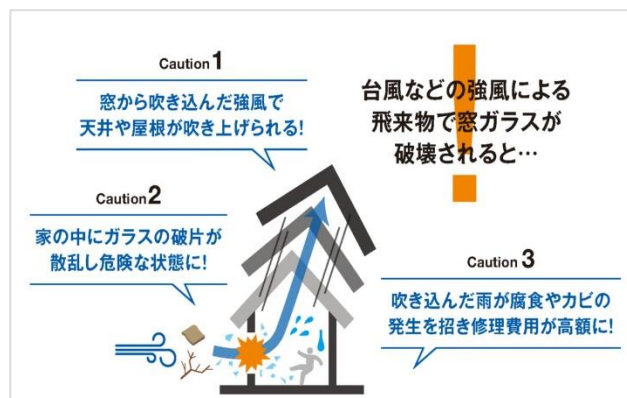 台風などの強風による
飛来物で窓ガラスが
破壊されると…
Caution 1
窓から吹き込んだ強風で
天井や屋根が吹き上げられる!
Caution 2
家の中にガラスの破片が
散乱し危険な状態に!
Caution 3
吹き込んだ雨が腐食やカビの
発生を招き修理費用が高額に!